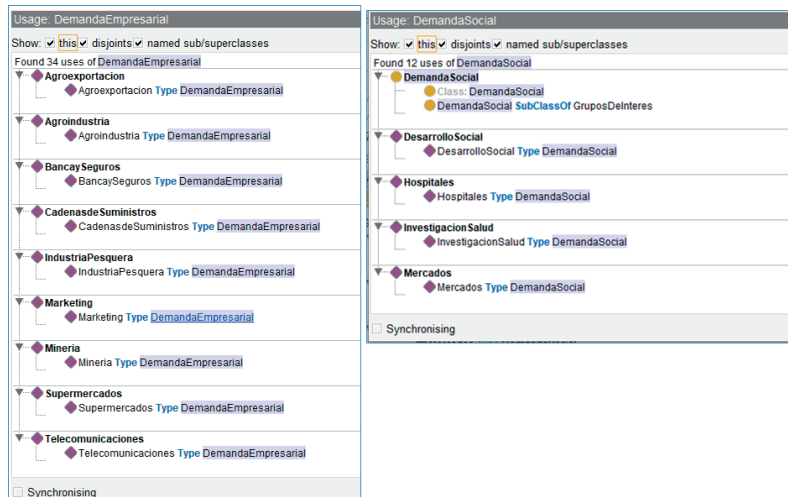 Usage: DemandaEmpresarial
Show: this disjoints named sub/superclasses
Found 34 uses of DemandaEmpresarial
Agroexportacion
Agroexportacion Type DemandaEmpresarial
Agroindustria
Agroindustria Type DemandaEmpresarial
BancaySeguros
BancaySeguros Type DemandaEmpresarial
CadenasdeSuministros
CadenasdeSuministros Type DemandaEmpresarial
IndustriaPesquera
IndustriaPesquera Type DemandaEmpresarial
Marketing
Marketing Type DemandaEmpresarial
Mineria
Mineria Type DemandaEmpresarial
Supermercados
Supermercados Type DemandaEmpresarial
Telecomunicaciones
Telecomunicaciones Type DemandaEmpresarial
Synchronising
Usage: DemandaSocial
Show: this disjoints named sub/superclasses
Found 12 uses of DemandaSocial
DemandaSocial
Class: DemandaSocial
DemandaSocial SubClassOf GruposDeInteres
DesarrolloSocial
DesarrolloSocial Type DemandaSocial
Hospitales
Hospitales Type DemandaSocial
InvestigacionSalud
InvestigacionSalud Type DemandaSocial
Mercados
Mercados Type DemandaSocial
Synchronising